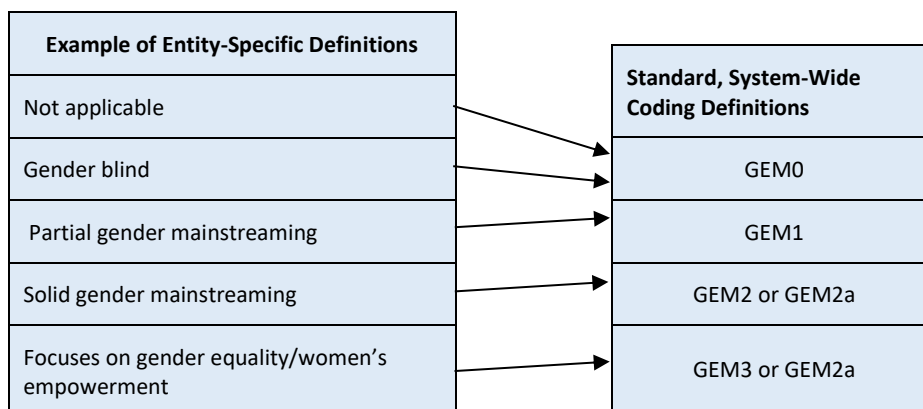 Example of Entity-Specific Definitions
Not applicable
Gender blind
Partial gender mainstreaming
Solid gender mainstreaming
Focuses on gender equality/women’s
empowerment
Standard, System-Wide
Coding Definitions
GEM0
GEM1
GEM2 or GEM2a
GEM3 or GEM2a